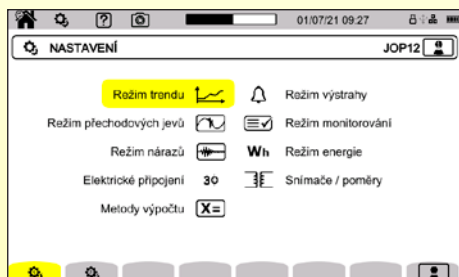 01/07/21 09:27
NASTAVENÍ JOP12
Režim trendu Režim výstrahy
Režim přechodových jevů Režim monitorování
Režim nárazů Wh Režim energie
Elektrické připojení 3Φ Snímače / poměry
Metody výpočtu X=